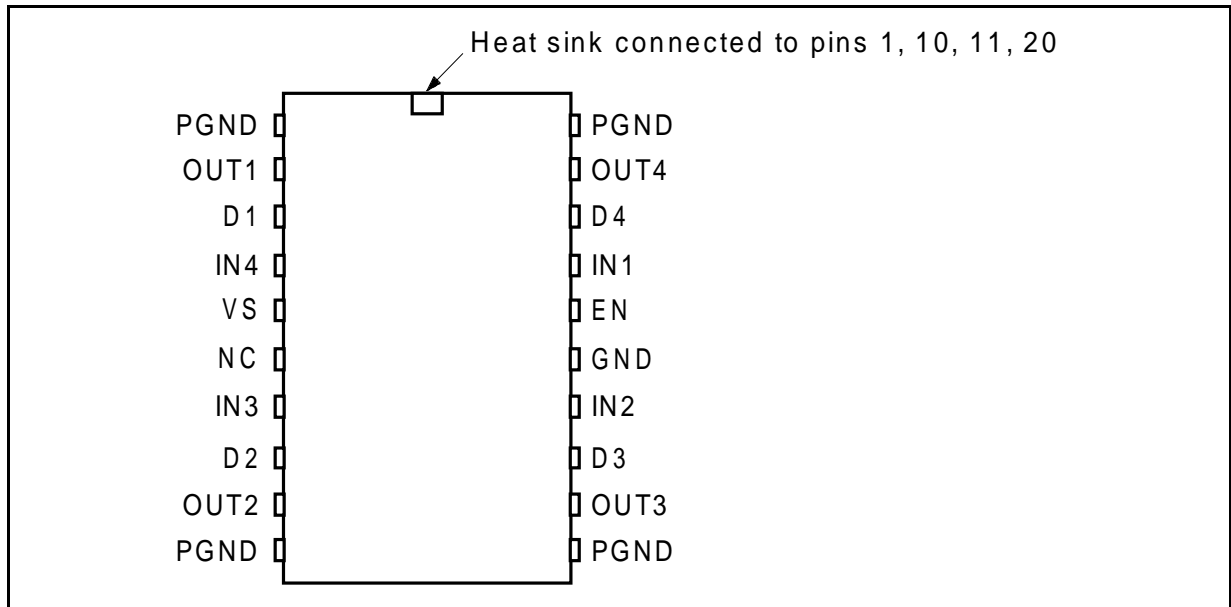 Heat sink connected to pins 1, 10, 11, 20
PGND PGND
OUT1 OUT4
D1 D4
IN4 IN1
VS EN
NC GND
IN3 IN2
D2 D3
OUT2 OUT3
PGND PGND